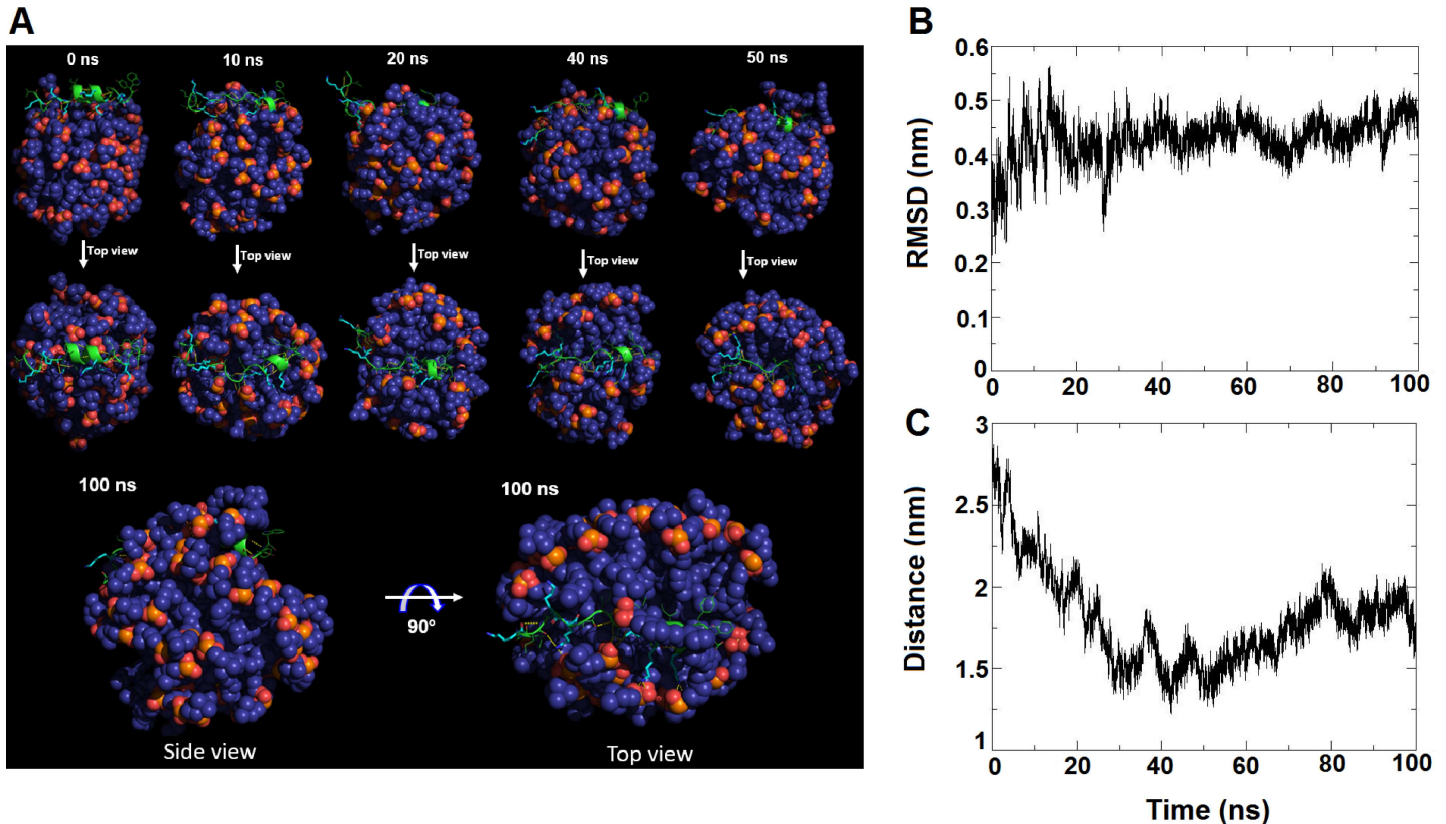 A
0 ns
10 ns
20 ns
40 ns
50 ns
Top view
Top view
Top view
Top view
Top view
100 ns
100 ns
90°
Side view
Top view
B
0.6
0.5
0.4
0.3
0.2
0.1
0
RMSD (nm)
0
20
40
60
80
100
C
3
2.5
2
1.5
1
Distance (nm)
0
20
40
60
80
100
Time (ns)